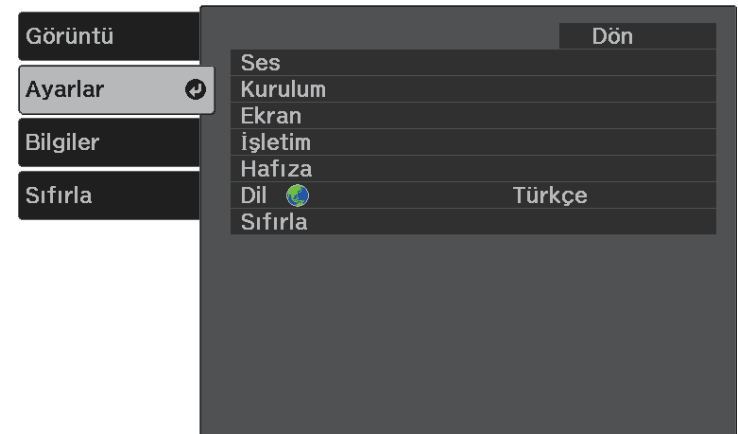 Görüntü
Ayarlar
Bilgiler
Sıfırla
Dön
Ses
Kurulum
Ekran
İşletim
Hafıza
Dil Türkçe
Sıfırla